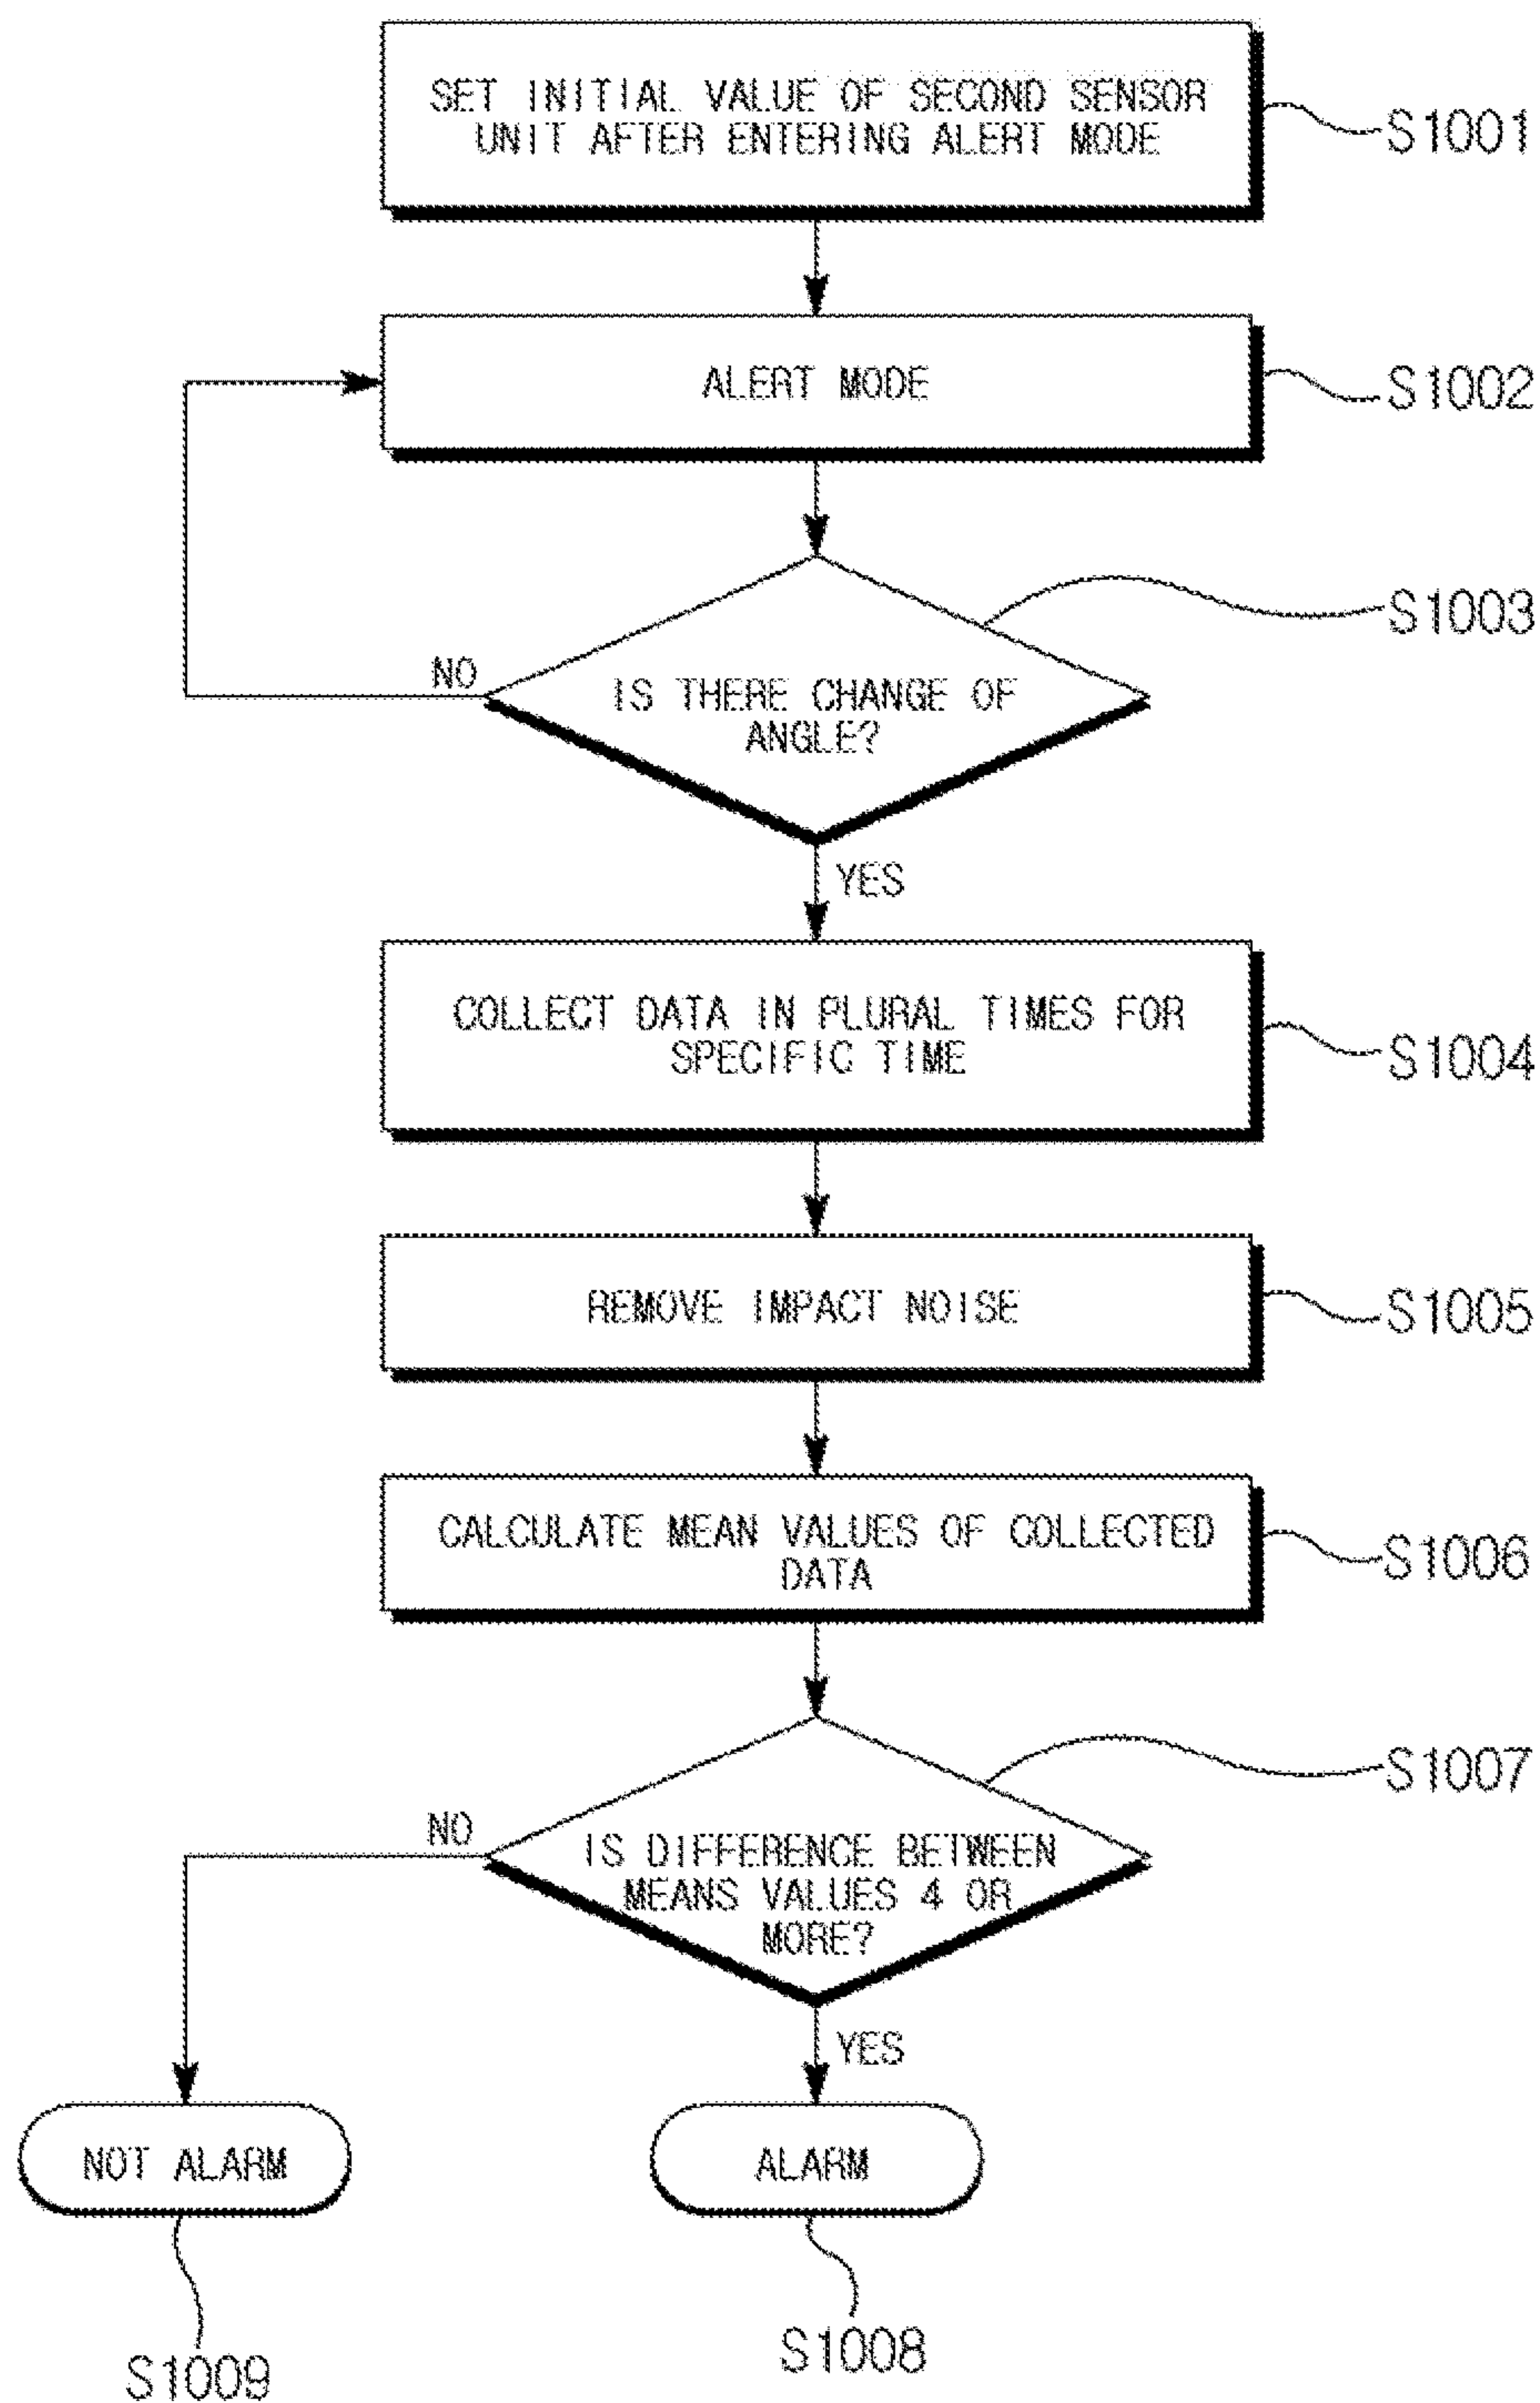 SET INITIAL VALUE OF SECOND SENSOR
UNIT AFTER ENTERING ALERT MODE
S1001
ALERT MODE
S1002
S1003
NO
IS THERE CHANGE OF
ANGLE?
YES
COLLECT DATA IN PLURAL TIMES FOR
SPECIFIC TIME
S1004
REMOVE IMPACT NOISE
S1005
CALCULATE MEAN VALUES OF COLLECTED
DATA
S1006
S1007
NO
IS DIFFERENCE BETWEEN
MEANS VALUES 4 OR
MORE?
YES
NOT ALARM
ALARM
S1008
S1009